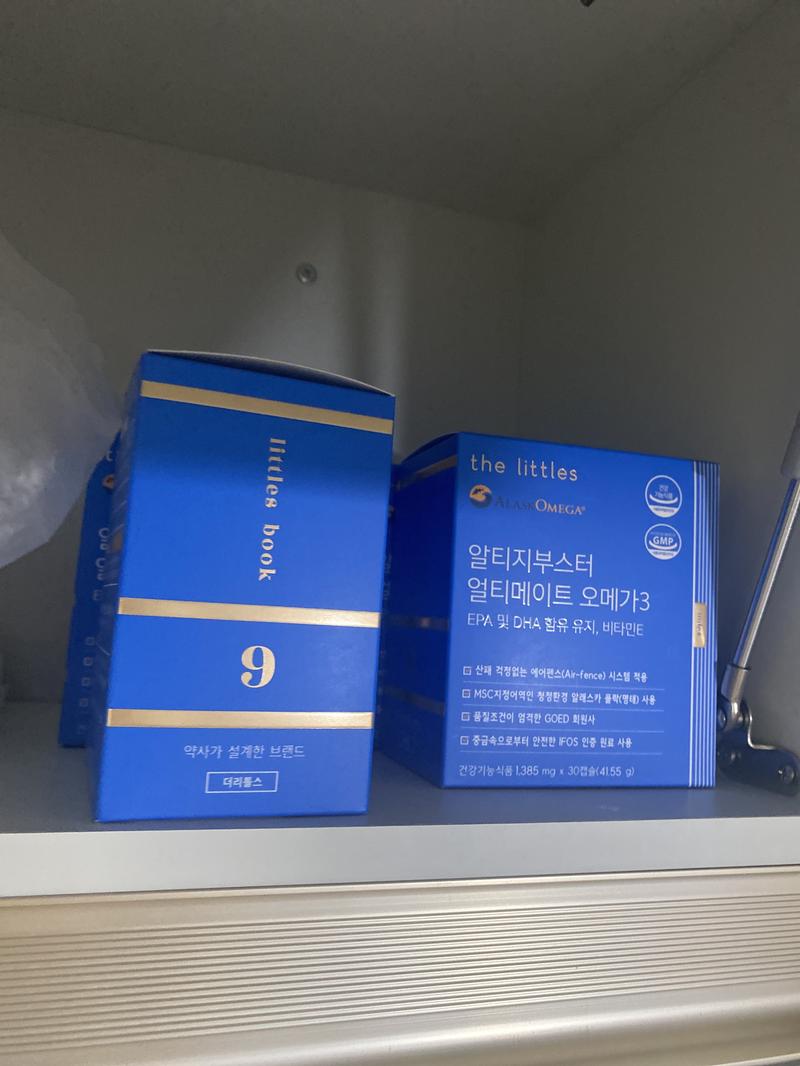 littles book
9
약사가 설계한 브랜드
더리틀스
the littles
ALASKOMEGA®
건강
기능식품
GMP
알티지부스터
얼티메이트 오메가3
EPA 및 DHA 함유 유지, 비타민E
산패 걱정없는 에어펜스(Air-fence) 시스템 적용
MSC지정어역인 청정환경 알래스카 폴락(명태) 사용
품질조건이 엄격한 GOED 회원사
중금속으로부터 안전한 IFOS 인증 원료 사용
건강기능식품 1,385 mg x 30캡슐(41.55 g)